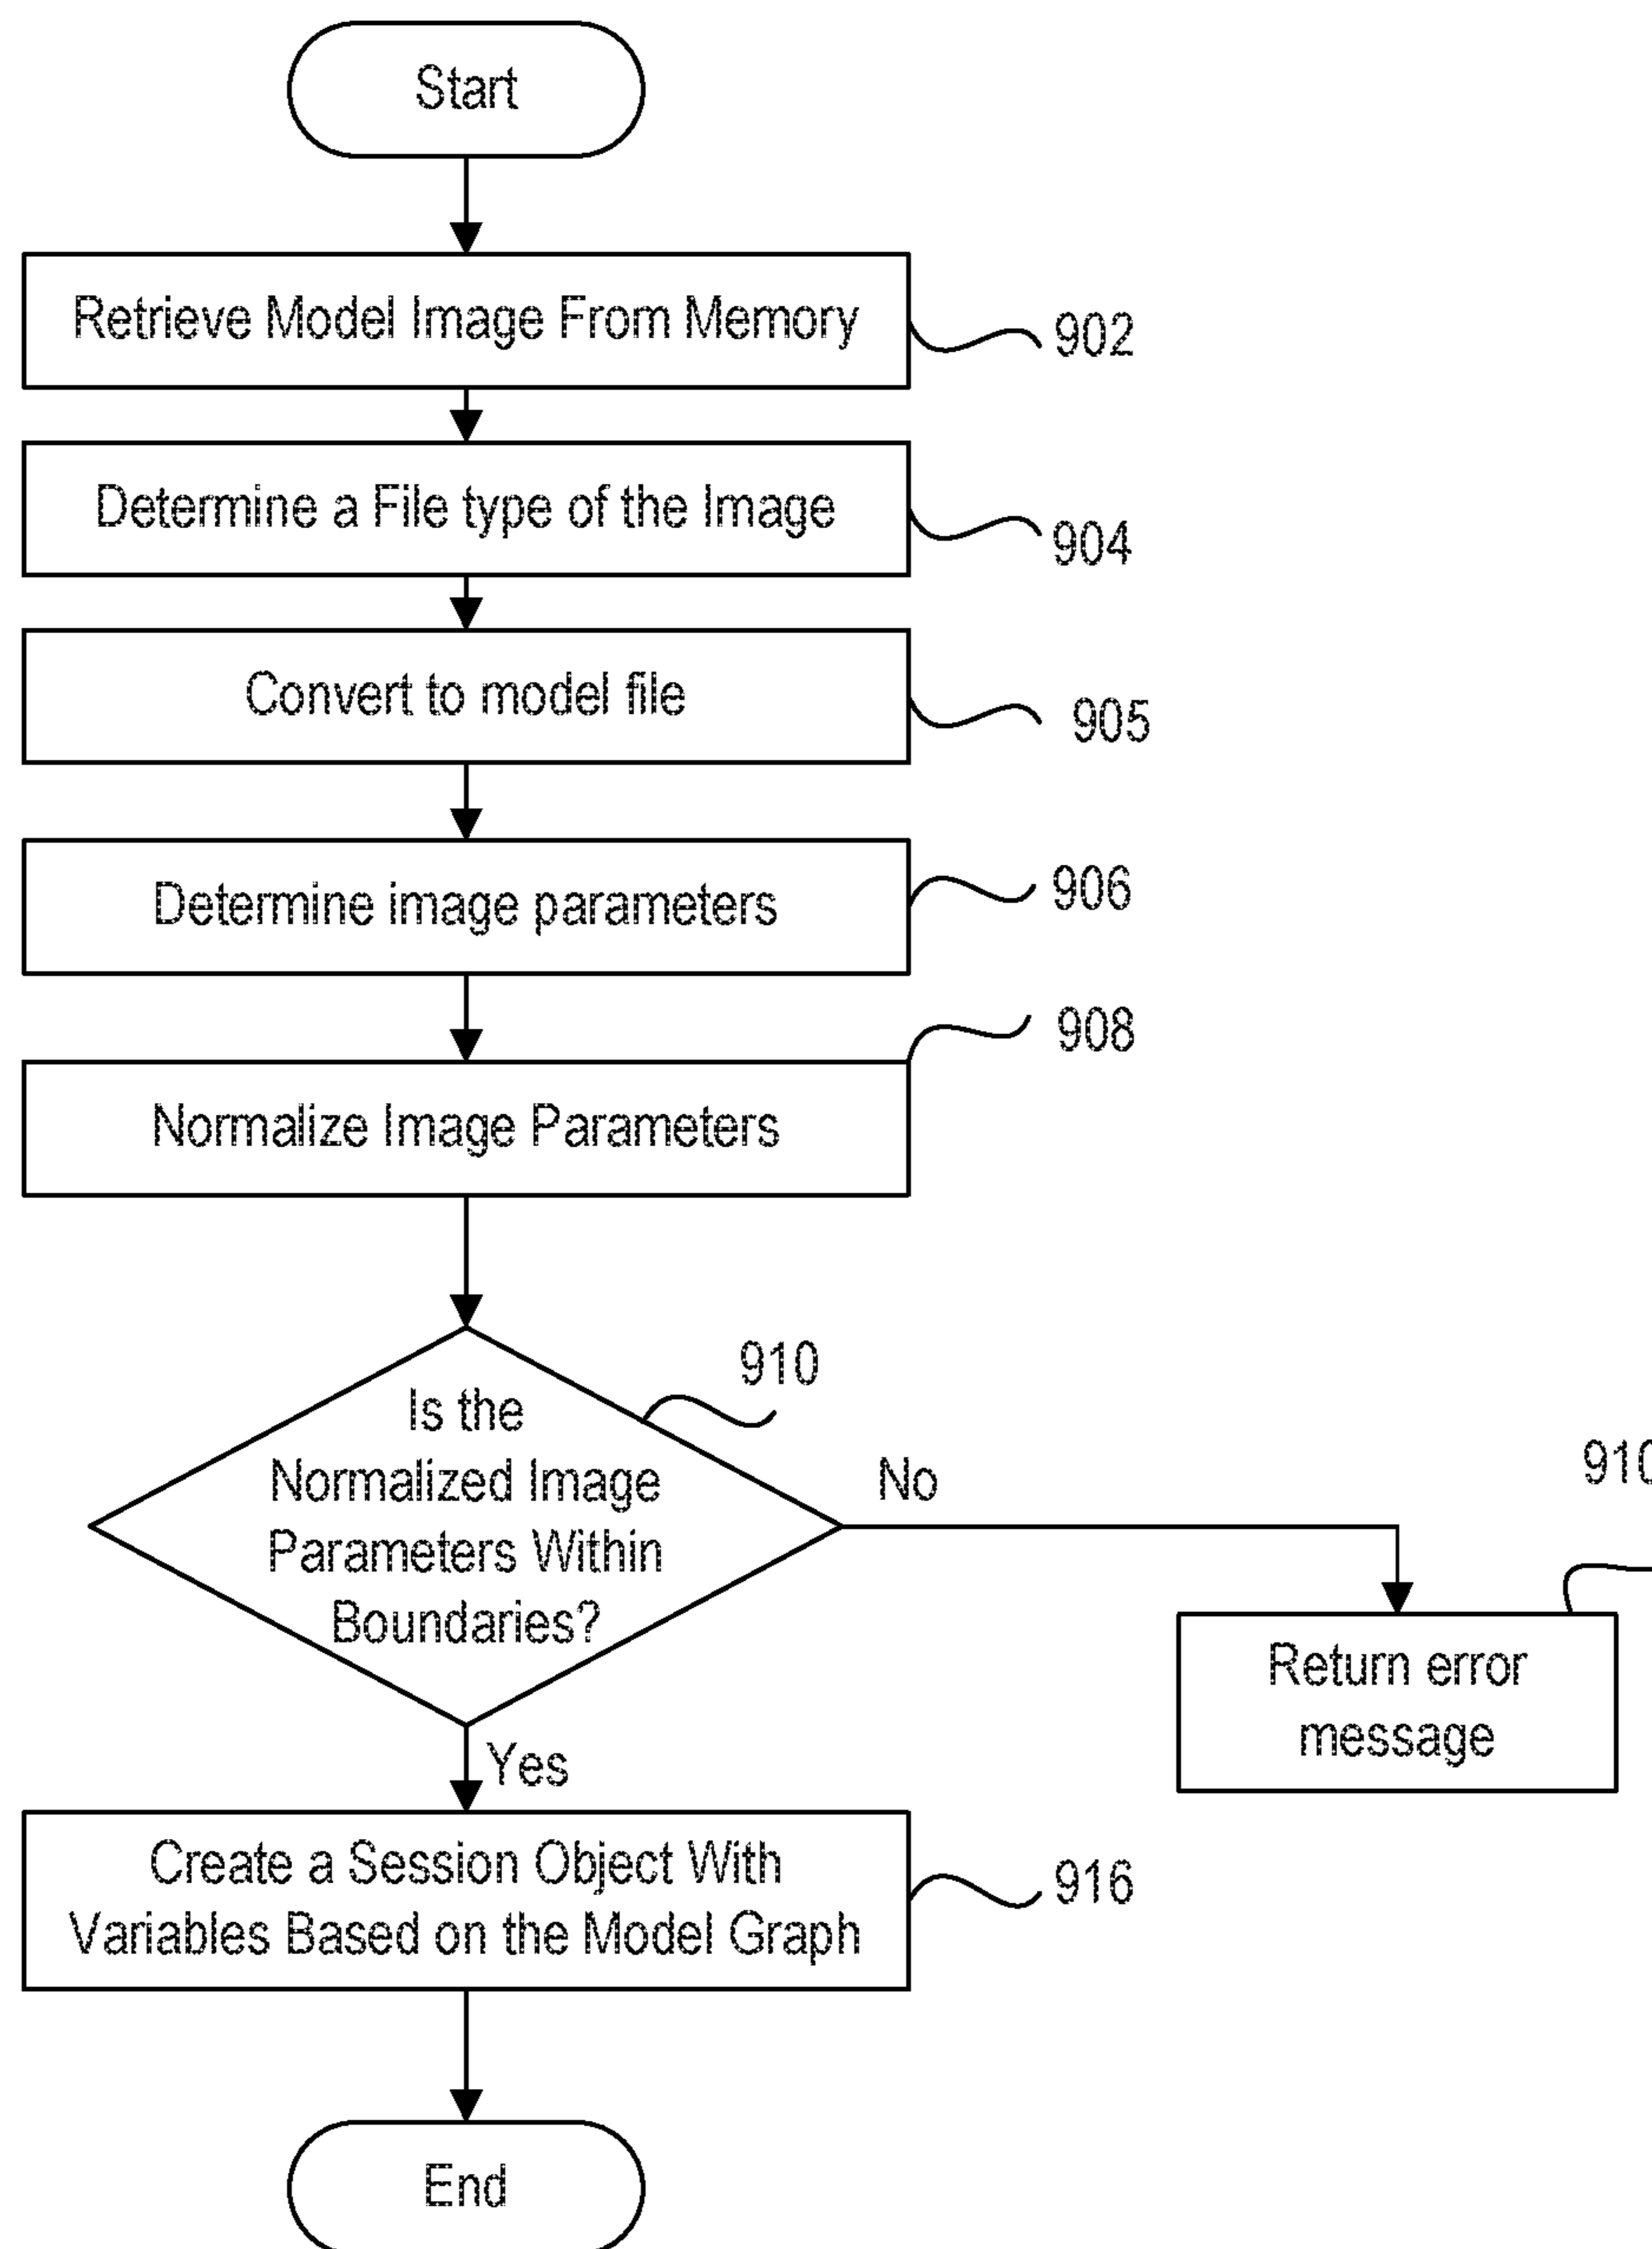 Start
Retrieve Model Image From Memory
902
Determine a File type of the Image
904
Convert to model file
905
Determine image parameters
906
908
Normalize Image Parameters
910
Is the
Normalized Image
Parameters Within
Boundaries?
No
910
Return error
message
Yes
Create a Session Object With
Variables Based on the Model Graph
916
End